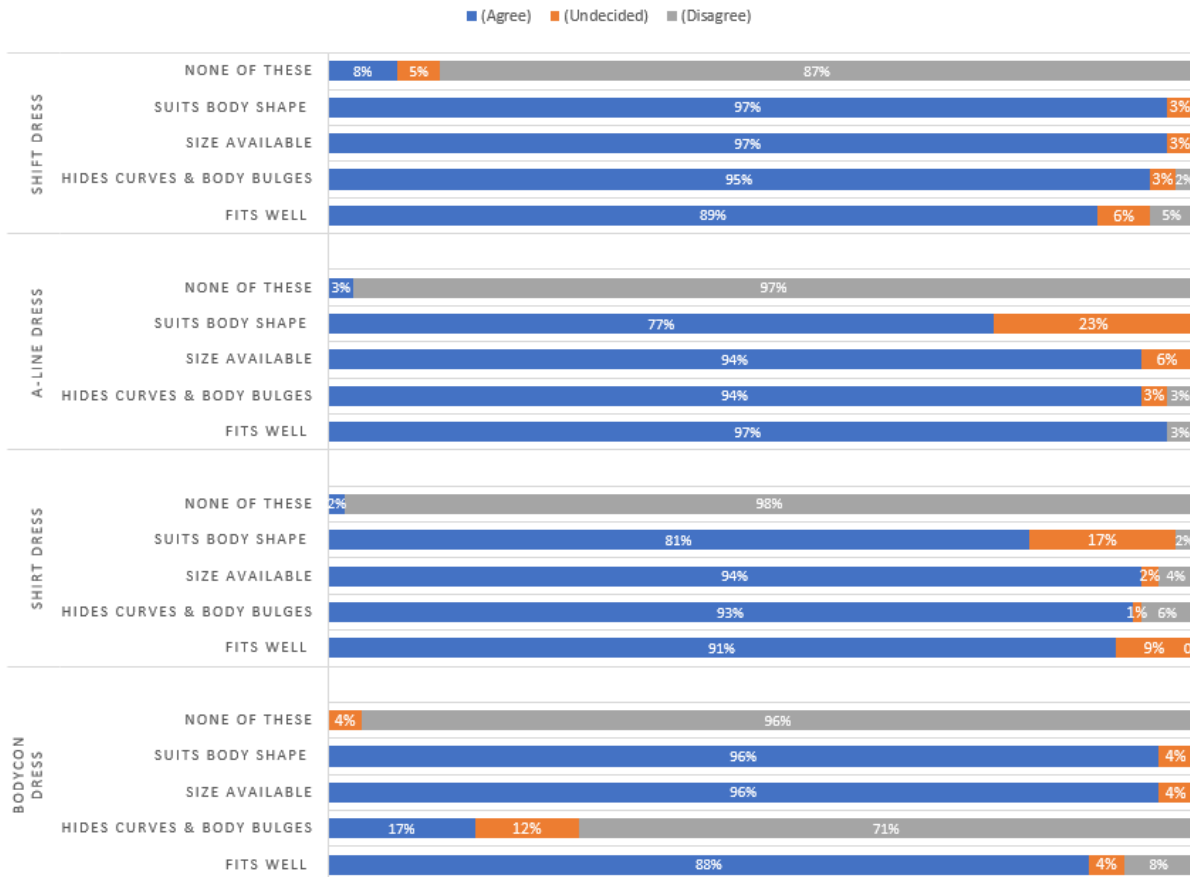 (Agree) (Undecided) (Disagree)
SHIFT DRESS
NONE OF THESE 8% 5% 87%
SUITS BODY SHAPE 97% 3%
SIZE AVAILABLE 97% 3%
HIDES CURVES & BODY BULGES 95% 3% 2%
FITS WELL 89% 6% 5%
A-LINE DRESS
NONE OF THESE 3% 97%
SUITS BODY SHAPE 77% 23%
SIZE AVAILABLE 94% 6%
HIDES CURVES & BODY BULGES 94% 3% 3%
FITS WELL 97% 3%
SHIRT DRESS
NONE OF THESE 2% 98%
SUITS BODY SHAPE 81% 17% 2%
SIZE AVAILABLE 94% 2% 4%
HIDES CURVES & BODY BULGES 93% 1% 6%
FITS WELL 91% 9% 0
BODYCON
DRESS
NONE OF THESE 4% 96%
SUITS BODY SHAPE 96% 4%
SIZE AVAILABLE 96% 4%
HIDES CURVES & BODY BULGES 17% 12% 71%
FITS WELL 88% 4% 8%